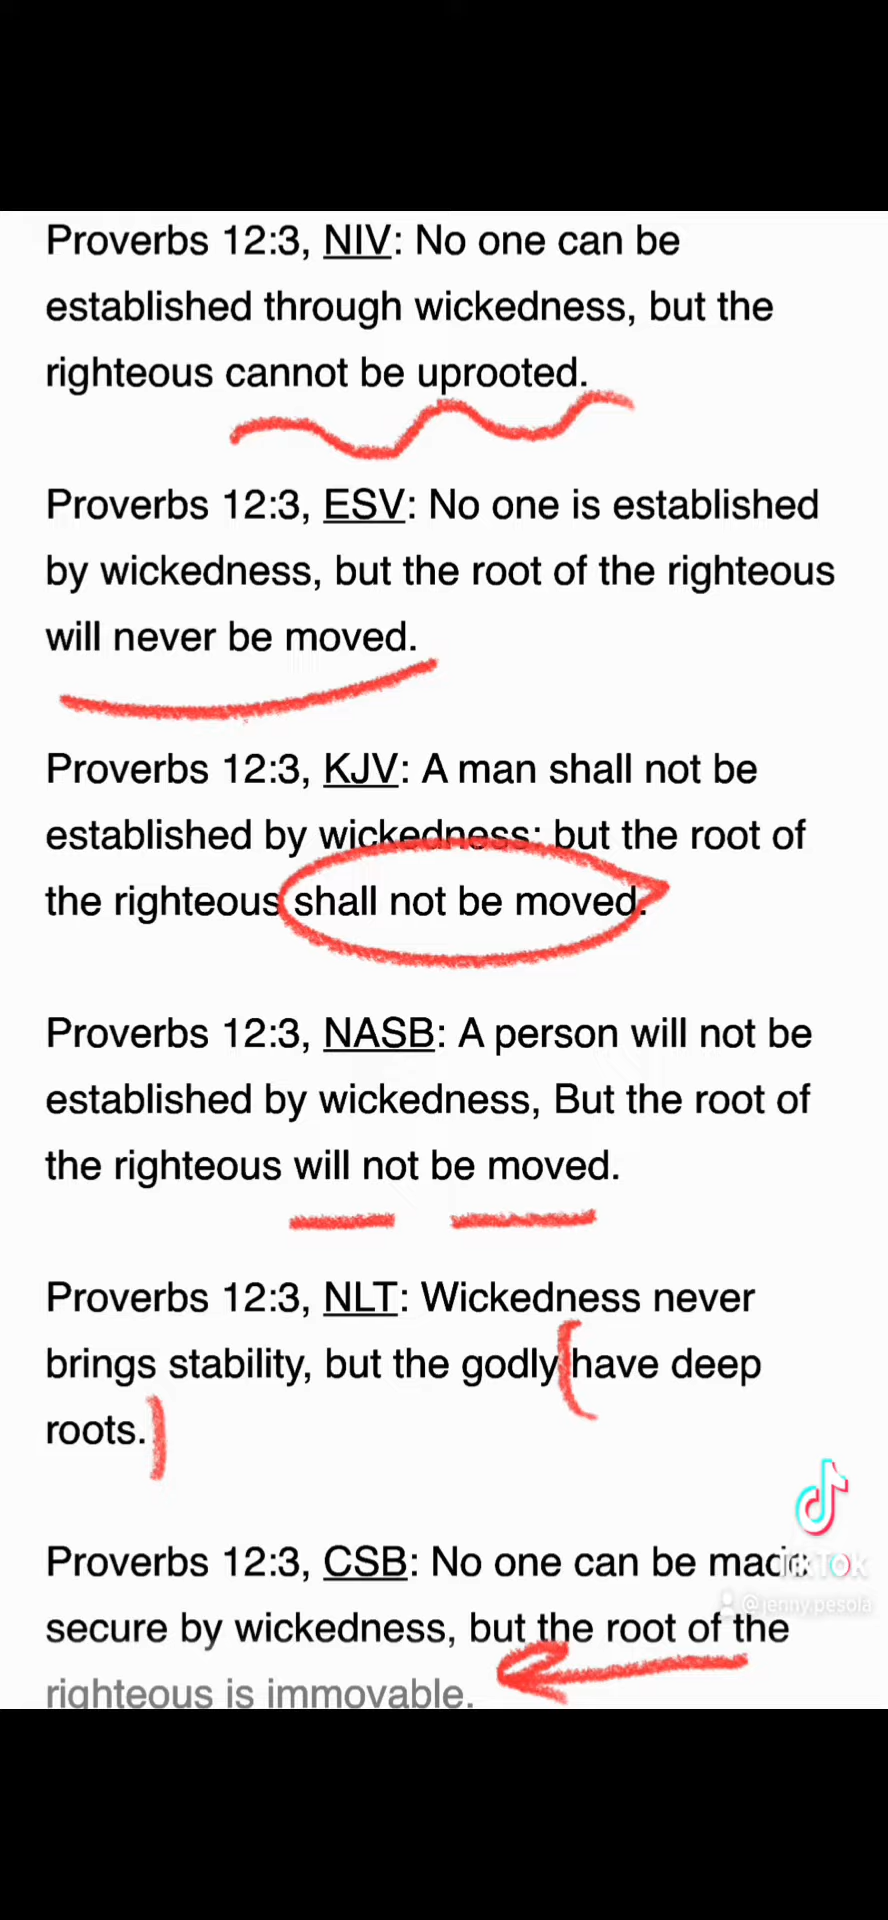 Proverbs 12:3, NIV: No one can be
established through wickedness, but the
righteous cannot be uprooted.
Proverbs 12:3, ESV: No one is established
by wickedness, but the root of the righteous
will never be moved.
Proverbs 12:3, KJV: A man shall not be
established by wickedness: but the root of
the righteous shall not be moved.
Proverbs 12:3, NASB: A person will not be
established by wickedness, But the root of
the righteous will not be moved.
Proverbs 12:3, NLT: Wickedness never
brings stability, but the godly have deep
roots.
Proverbs 12:3, CSB: No one can be made
TikTok
@jenny.pesola
secure by wickedness, but the root of the
righteous is immovable.